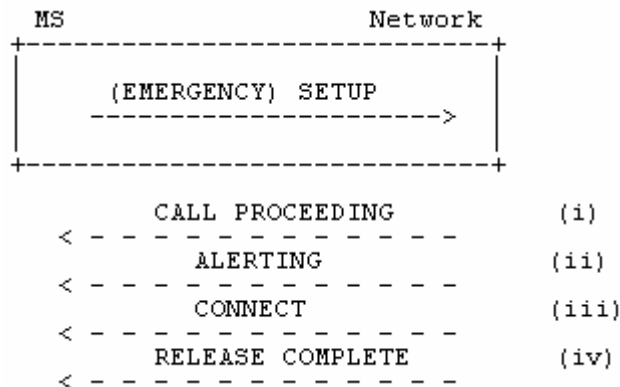 MS Network
(EMERGENCY) SETUP
CALL PROCEEDING (i)
ALERTING (ii)
CONNECT (iii)
RELEASE COMPLETE (iv)